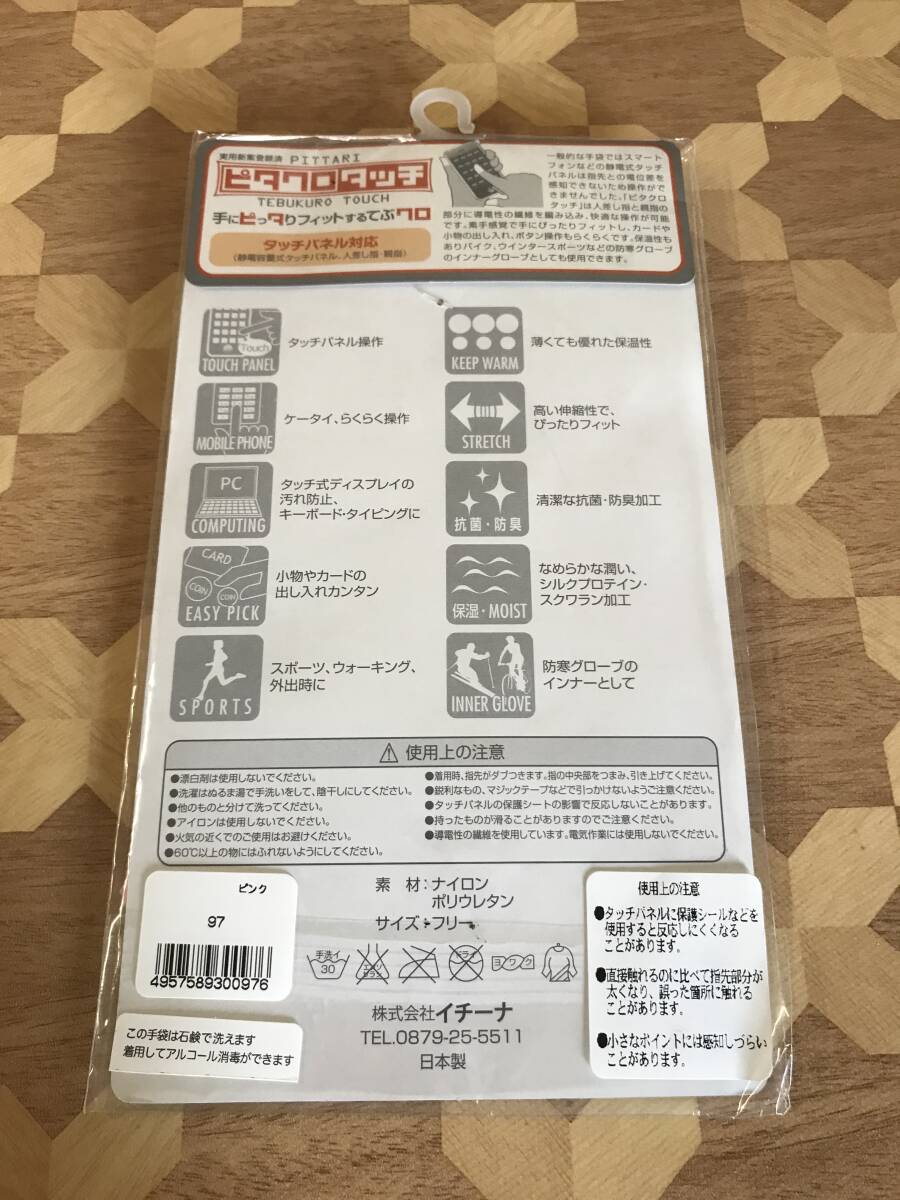 実用新案登録済 PITTARI
ピタクロタッチ
TEBUKURO TOUCH
手にピッタりフィットするてぶクロ
タッチパネル対応
(静電容量式タッチパネル、人差し指・親指)
一般的な手袋ではスマート
フォンなどの静電式タッチ
パネルは指先との電位差を
感知できないため操作がで
きませんでした。「ピタクロ
タッチ」は人差し指と親指の
部分に導電性の繊維を編み込み、快適な操作が可能
です。素手感覚で手にぴったりフィットし、カードや
小物の出し入れ、ボタン操作もらくらくです。保温性も
ありバイク、ウインタースポーツなどの防寒グローブ
のインナーグローブとしても使用できます。
Touch
TOUCH PANEL
タッチパネル操作
KEEP WARM
薄くても優れた保温性
MOBILE PHONE
ケータイ、らくらく操作
STRETCH
高い伸縮性で、
ぴったりフィット
PC
COMPUTING
タッチ式ディスプレイの
汚れ防止、
キーボード・タイピングに
抗菌・防臭
清潔な抗菌・防臭加工
CARD
COIN
COIN
EASY PICK
小物やカードの
出し入れカンタン
保湿・MOIST
なめらかな潤い、
シルクプロテイン・
スクワラン加工
SPORTS
スポーツ、ウォーキング、
外出時に
INNER GLOVE
防寒グローブの
インナーとして
使用上の注意
●漂白剤は使用しないでください。
●洗濯はぬるま湯で手洗いをして、陰干しにしてください。
●他のものと分けて洗ってください。
●アイロンは使用しないでください。
●火気の近くでのご使用はお避けください。
●60℃以上の物にはふれないようにしてください。
●着用時、指先がダブつきます。指の中央部をつまみ、引き上げてください。
●鋭利なもの、マジックテープなどで引っかけないようご注意ください。
●タッチパネルの保護シートの影響で反応しないことがあります。
●持ったものが滑ることがありますのでご注意ください。
●導電性の繊維を使用しています。電気作業には使用しないでください。
ピンク
97
4957589300976
この手袋は石鹸で洗えます
着用してアルコール消毒ができます
素 材:ナイロン
ポリウレタン
サイズ:フリー
手洗イ
30
エンソサラシ
ドライ
ヨワク
株式会社イチーナ
TEL.0879-25-5511
日本製
使用上の注意
●タッチパネルに保護シールなどを
使用すると反応しにくくなる
ことがあります。
●直接触れるのに比べて指先部分が
太くなり、誤った箇所に触れる
ことがあります。
●小さなポイントには感知しづらい
ことがあります。